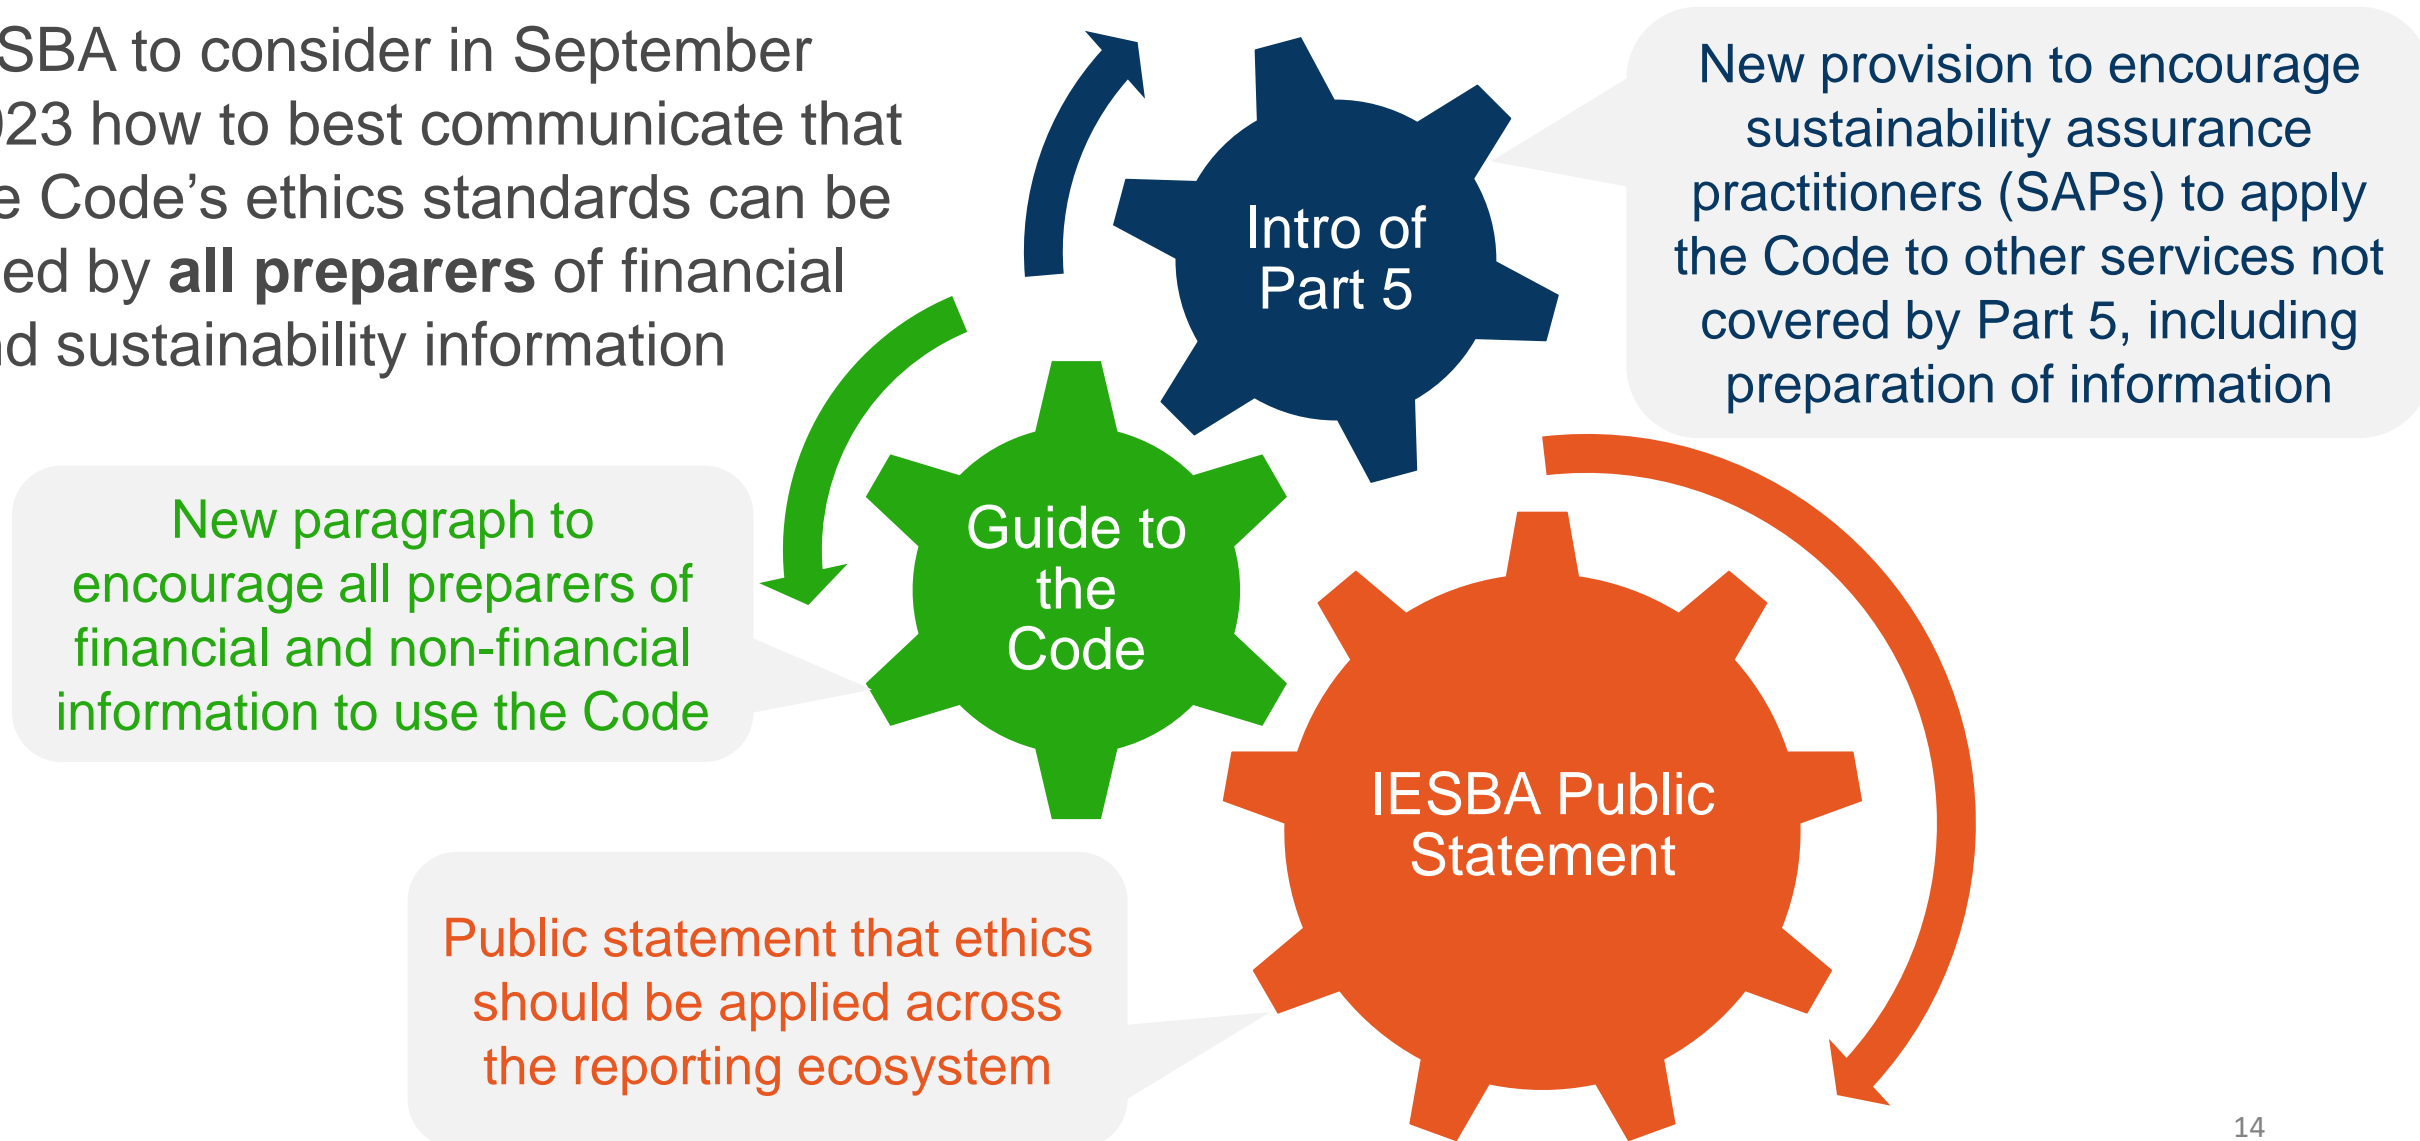 SBA to consider in September
023 how to best communicate that
e Code’s ethics standards can be
ed by all preparers of financial
nd sustainability information
New provision to encourage
sustainability assurance
practitioners (SAPs) to apply
the Code to other services not
covered by Part 5, including
preparation of information
Intro of
Part 5
Guide to
the
Code
New paragraph to
encourage all preparers of
financial and non-financial
information to use the Code
IESBA Public
Statement
Public statement that ethics
should be applied across
the reporting ecosystem
14